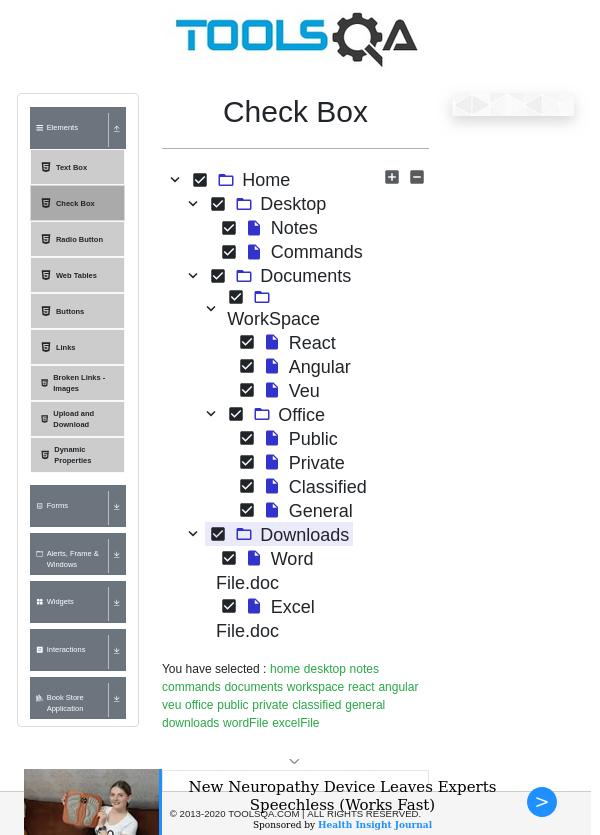 TOOLSQA
Check Box
Elements
Text Box
Check Box
Radio Button
Web Tables
Buttons
Links
Broken Links -
Images
Upload and
Download
Dynamic
Properties
Forms
Alerts, Frame &
Windows
Widgets
Interactions
Book Store
Application
Home
Desktop
Notes
Commands
Documents
WorkSpace
React
Angular
Veu
Office
Public
Private
Classified
General
Downloads
Word
File.doc
Excel
File.doc
You have selected : home desktop notes
commands documents workspace react angular
veu office public private classified general
downloads wordFile excelFile
New Neuropathy Device Leaves Experts
Speechless (Works Fast)
© 2013-2020 TOOLSQA.COM | ALL RIGHTS RESERVED.
Sponsored by Health Insight Journal